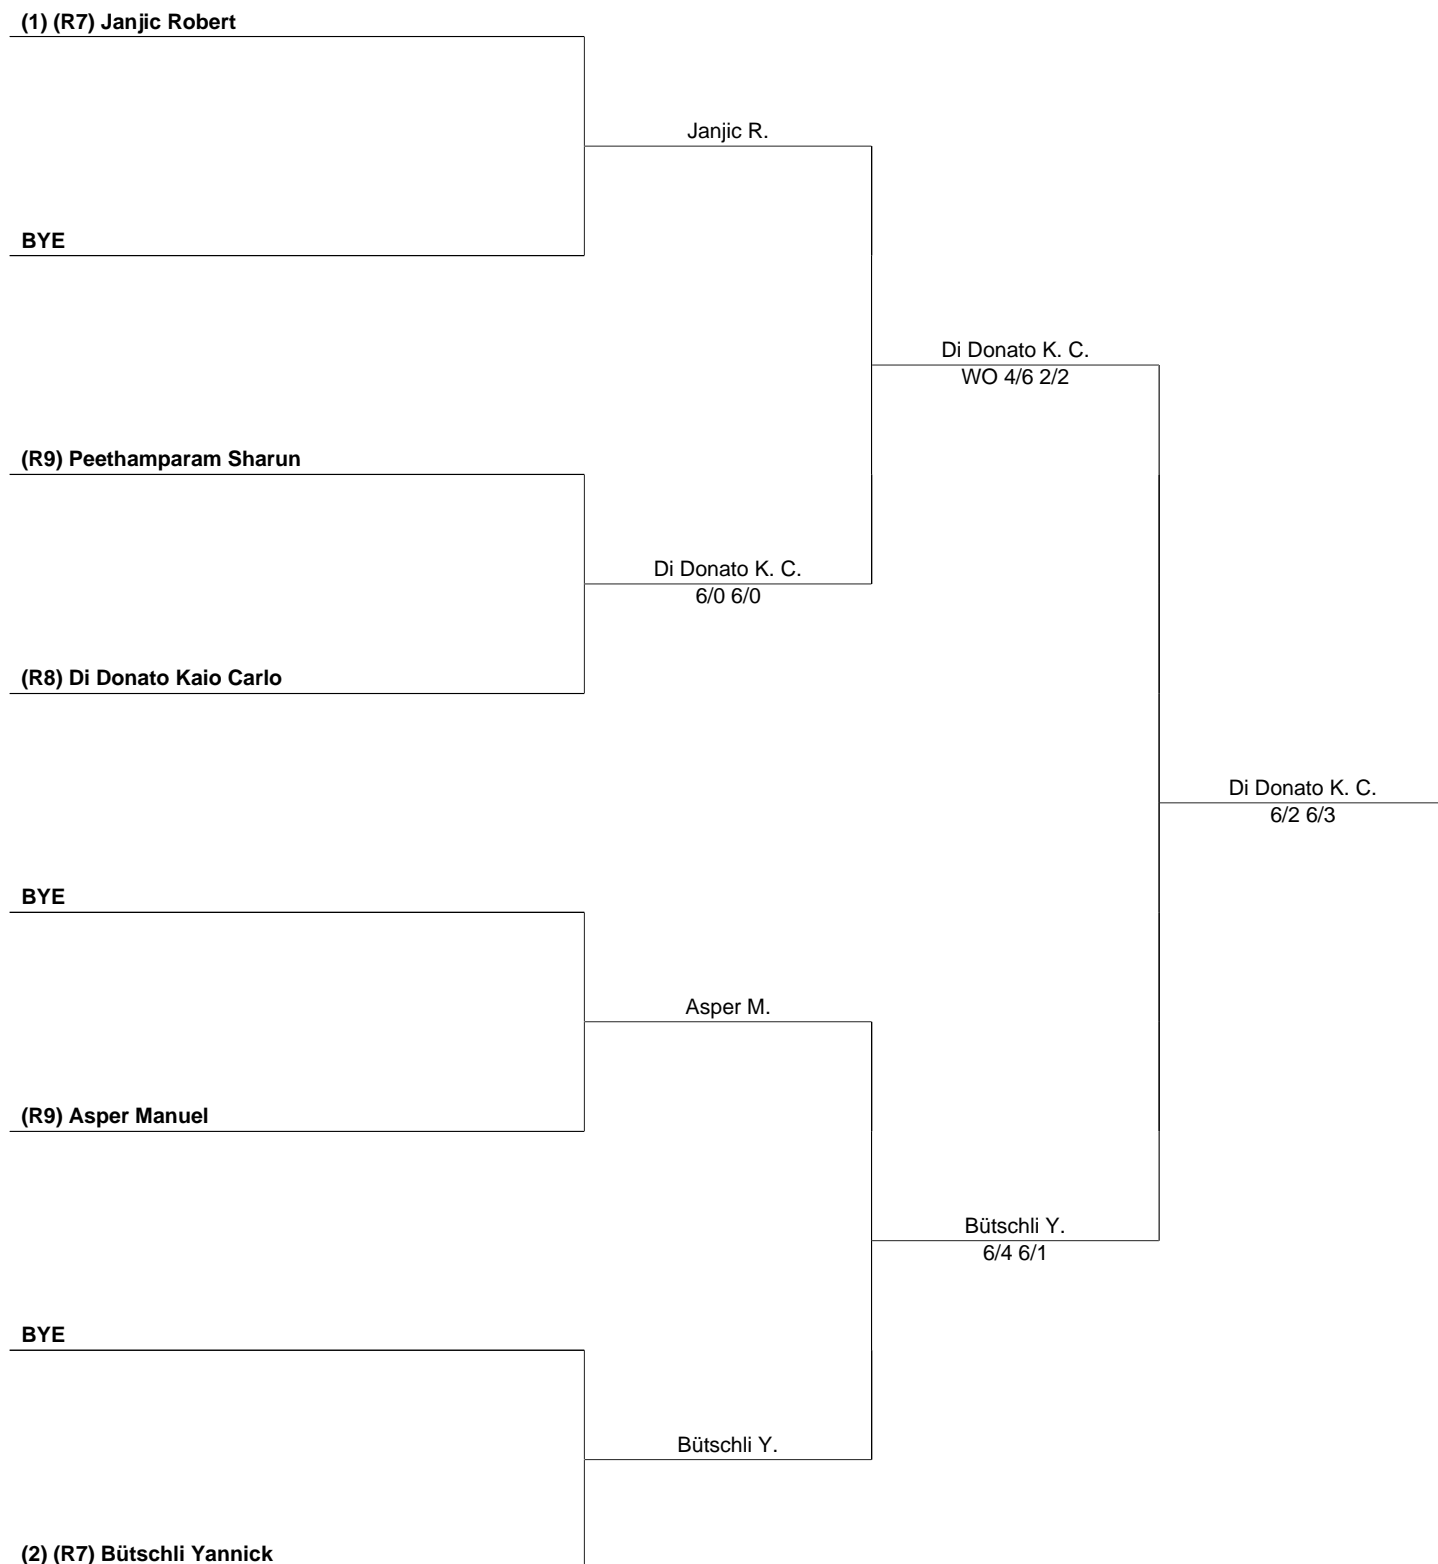 (1) (R7) Janjic Robert
Janjic R.
BYE
Di Donato K. C.
WO 4/6 2/2
(R9) Peethamparam Sharun
Di Donato K. C.
6/0 6/0
(R8) Di Donato Kaio Carlo
Di Donato K. C.
6/2 6/3
BYE
Asper M.
(R9) Asper Manuel
Bütschli Y.
6/4 6/1
BYE
Bütschli Y.
(2) (R7) Bütschli Yannick